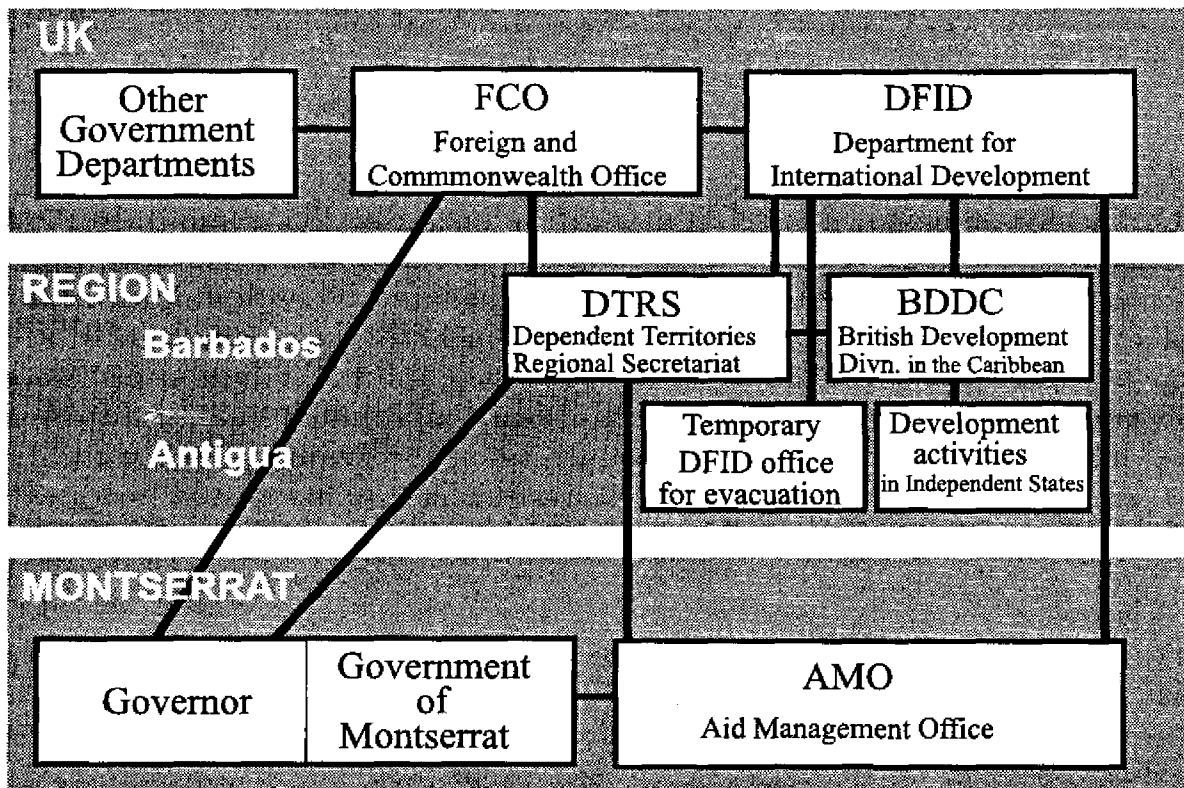 UK
Other
Government
Departments
FCO
Foreign and
Commmonwealth Office
DFID
Department for
International Development
REGION
Barbados
Antigua
DTRS
Dependent Territories
Regional Secretariat
BDDC
British Development
Divn. in the Caribbean
Temporary
DFID office
for evacuation
Development
activities
in Independent States
MONTSERRAT
Governor
Government
of
Montserrat
AMO
Aid Management Office